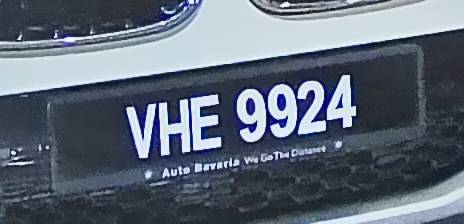 VHE 9924
Auto Bavaria We Go The Distance